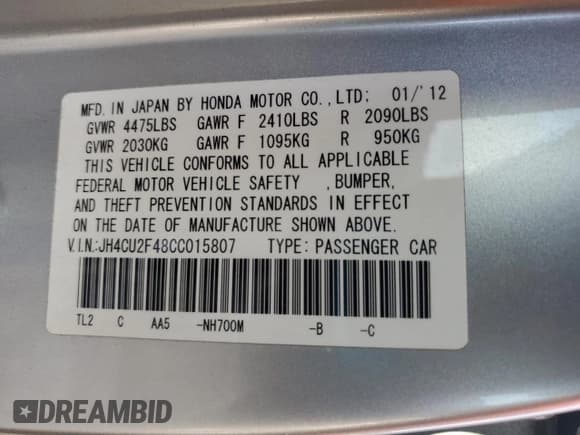 MFD. IN JAPAN BY HONDA MOTOR CO., LTD; 01/'12
GVWR 4475LBS GAWR F 2410LBS R 2090LBS
GVWR 2030KG GAWR F 1095KG R 950KG
THIS VEHICLE CONFORMS TO ALL APPLICABLE
FEDERAL MOTOR VEHICLE SAFETY ,BUMPER,
AND THEFT PREVENTION STANDARDS IN EFFECT
ON THE DATE OF MANUFACTURE SHOWN ABOVE.
V.I.N.:JH4CU2F48CC015807 TYPE: PASSENGER CAR
TL2 C AA5 -NH700M -B -C
DREAMBID